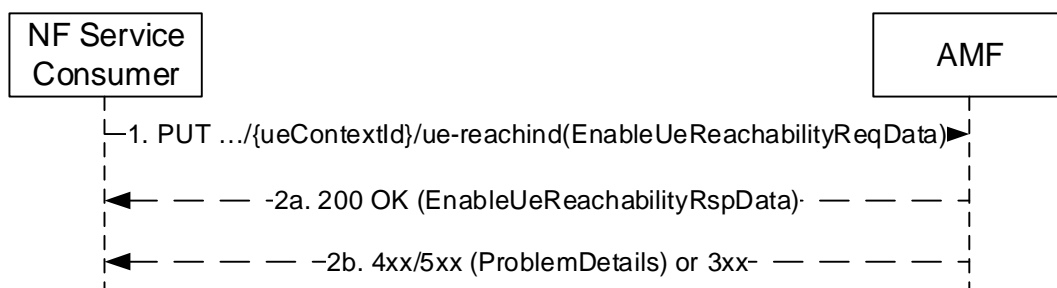 NF Service
Consumer
AMF
1. PUT …/{ueContextId}/ue-reachind(EnableUeReachabilityReqData)
2a. 200 OK (EnableUeReachabilityRspData)
2b. 4xx/5xx (ProblemDetails) or 3xx